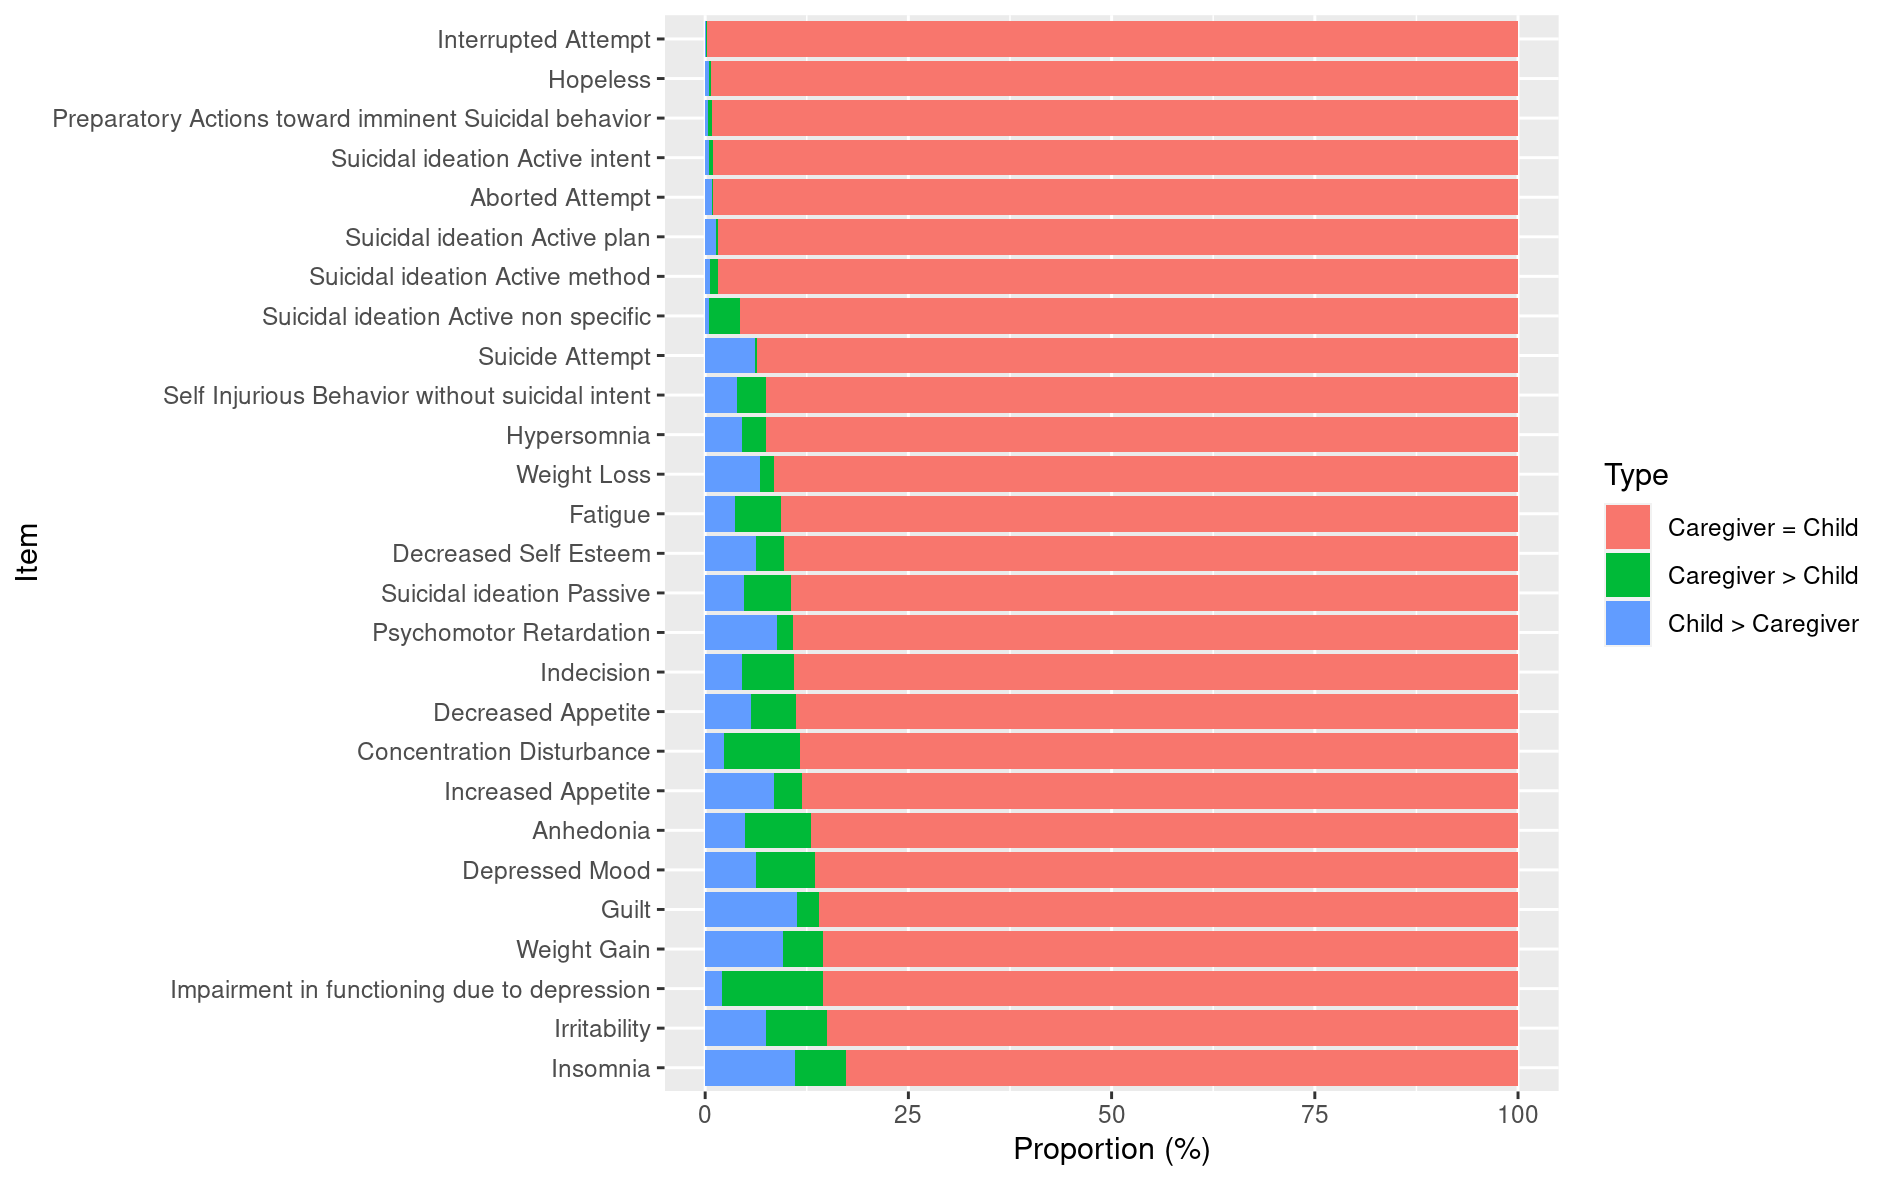 Interrupted Attempt
Hopeless
Preparatory Actions toward imminent Suicidal behavior
Suicidal ideation Active intent
Aborted Attempt
Suicidal ideation Active plan
Suicidal ideation Active method
Suicidal ideation Active non specific
Suicide Attempt
Self Injurious Behavior without suicidal intent
Hypersomnia
Weight Loss
Fatigue
Decreased Self Esteem
Suicidal ideation Passive
Psychomotor Retardation
Indecision
Decreased Appetite
Concentration Disturbance
Increased Appetite
Anhedonia
Depressed Mood
Guilt
Weight Gain
Impairment in functioning due to depression
Irritability
Insomnia
Item
0 25 50 75 100
Proportion (%)
Type
Caregiver = Child
Caregiver > Child
Child > Caregiver